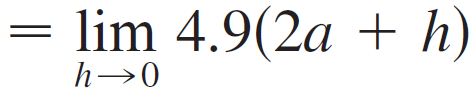 = lim 4.9(2a + h)
h→0